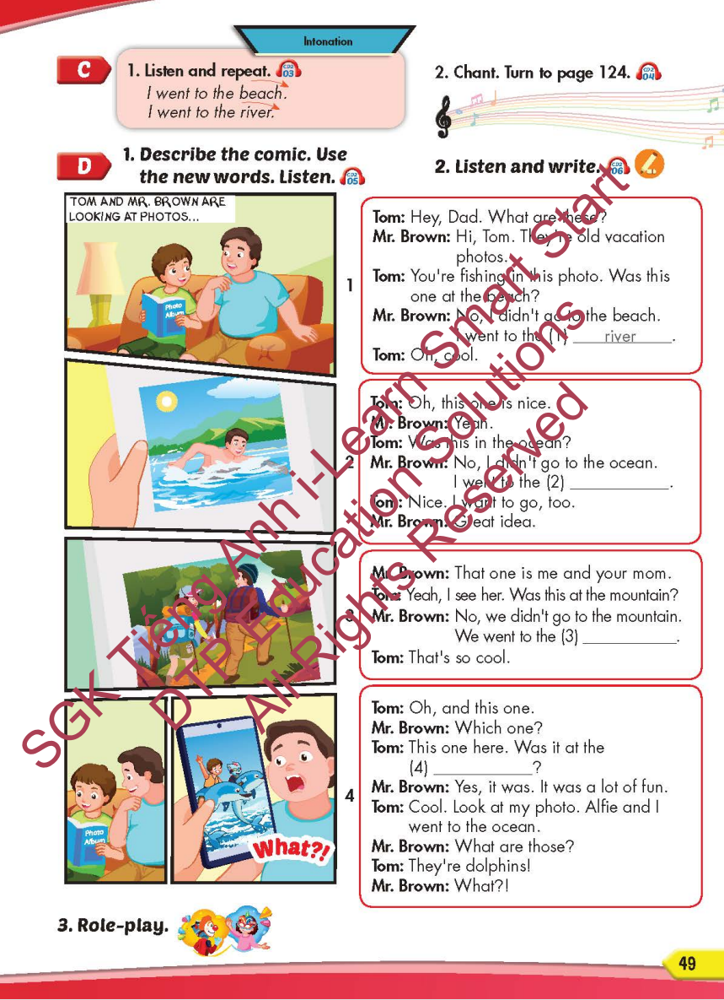 Intonation
C
1. Listen and repeat. CD2 03
I went to the beach.
I went to the river.
2. Chant. Turn to page 124. CD2 04
D
1. Describe the comic. Use
the new words. Listen. CD2 05
2. Listen and write. CD2 06
TOM AND MR. BROWN ARE
LOOKING AT PHOTOS...
Photo
Album
1
Tom: Hey, Dad. What are these?
Mr. Brown: Hi, Tom. They're old vacation
photos.
Tom: You're fishing in this photo. Was this
one at the beach?
Mr. Brown: No, I didn't go to the beach.
I went to the (1) river.
Tom: Oh, cool.
2
Tom: Oh, this one is nice.
Mr. Brown: Yeah.
Tom: Was this in the ocean?
Mr. Brown: No, I didn't go to the ocean.
I went to the (2) ____________.
Tom: Nice. I want to go, too.
Mr. Brown: Great idea.
3
Mr. Brown: That one is me and your mom.
Tom: Yeah, I see her. Was this at the mountain?
Mr. Brown: No, we didn't go to the mountain.
We went to the (3) ____________.
Tom: That's so cool.
Photo
Album
What?!
4
Tom: Oh, and this one.
Mr. Brown: Which one?
Tom: This one here. Was it at the
(4) ____________?
Mr. Brown: Yes, it was. It was a lot of fun.
Tom: Cool. Look at my photo. Alfie and I
went to the ocean.
Mr. Brown: What are those?
Tom: They're dolphins!
Mr. Brown: What?!
3. Role-play.
49
SGK Tiếng Anh i-Learn Smart Start
DTP Education Solutions
All Rights Reserved